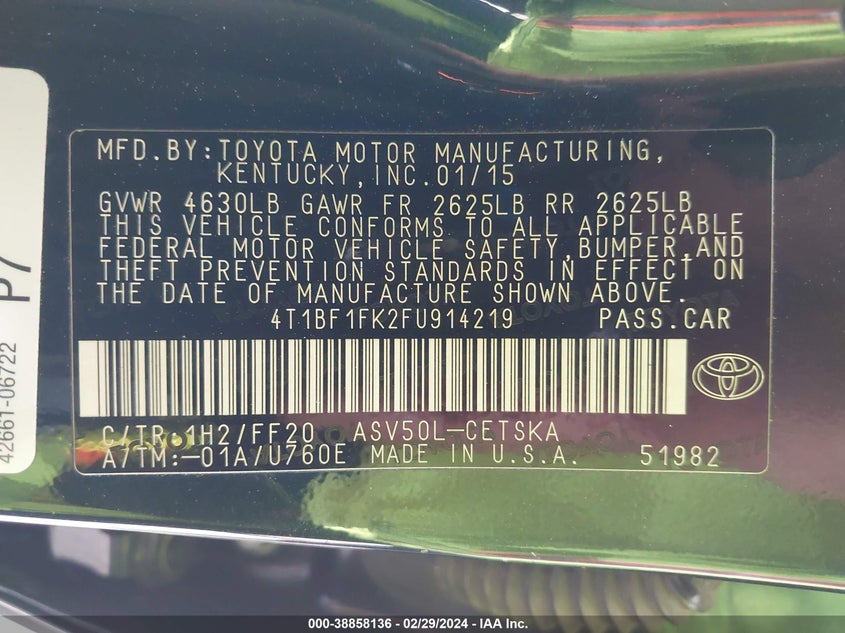 MFD.BY:TOYOTA MOTOR MANUFACTURING,
KENTUCKY,INC.01/15
GVWR 4630LB GAWR FR 2625LB RR 2625LB
THIS VEHICLE CONFORMS TO ALL APPLICABLE
FEDERAL MOTOR VEHICLE SAFETY,BUMPER,AND
THEFT PREVENTION STANDARDS IN EFFECT ON
THE DATE OF MANUFACTURE SHOWN ABOVE.
4T1BF1FK2FU914219 PASS.CAR
C/TR:1H2/FF20 ASV50L-CETSKA
A/TM:-01A/U760E MADE IN U.S.A. 51982
P7
42661-06722
000-38858136 - 02/29/2024 - IAA Inc.